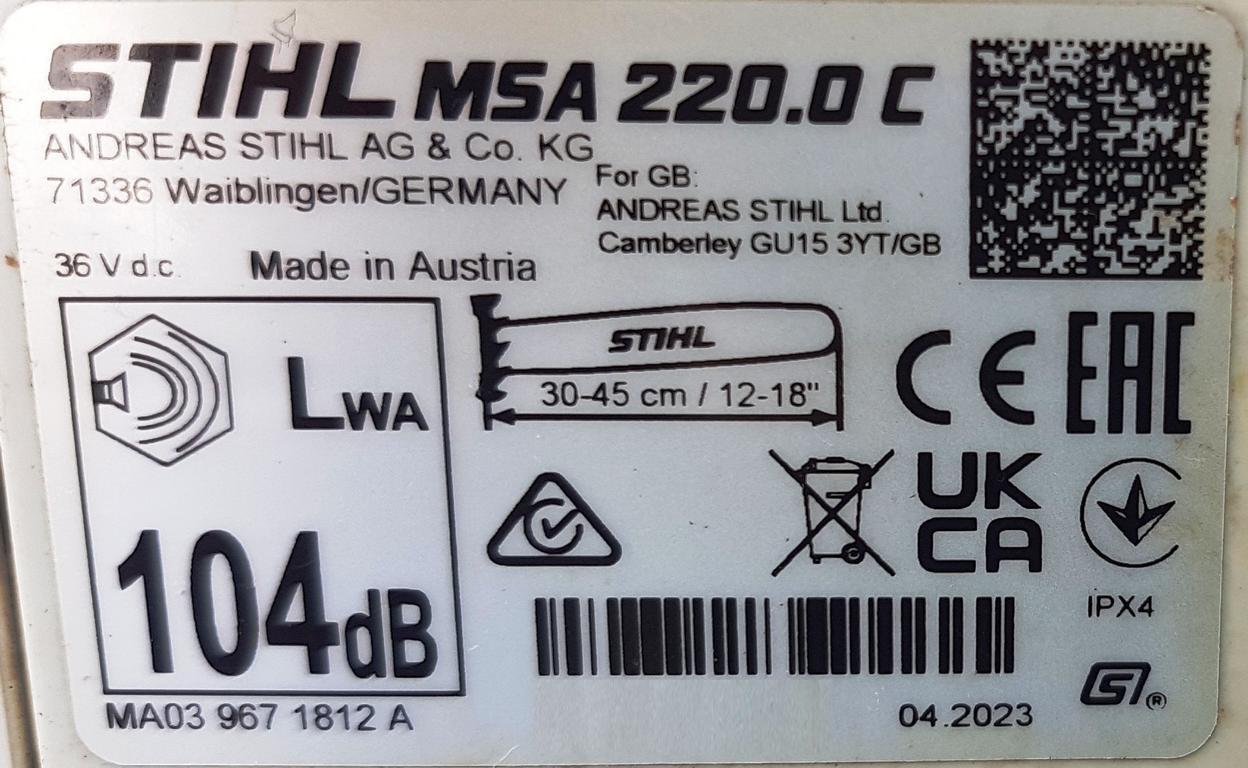 STIHL MSA 220.0 C
ANDREAS STIHL AG & Co. KG
71336 Waiblingen/GERMANY
For GB:
ANDREAS STIHL Ltd.
Camberley GU15 3YT/GB
36 V d.c.
Made in Austria
STIHL
30-45 cm / 12-18"
CE
EAC
LWA
104dB
UK
CA
IPX4
MA03 967 1812 A
04.2023
®